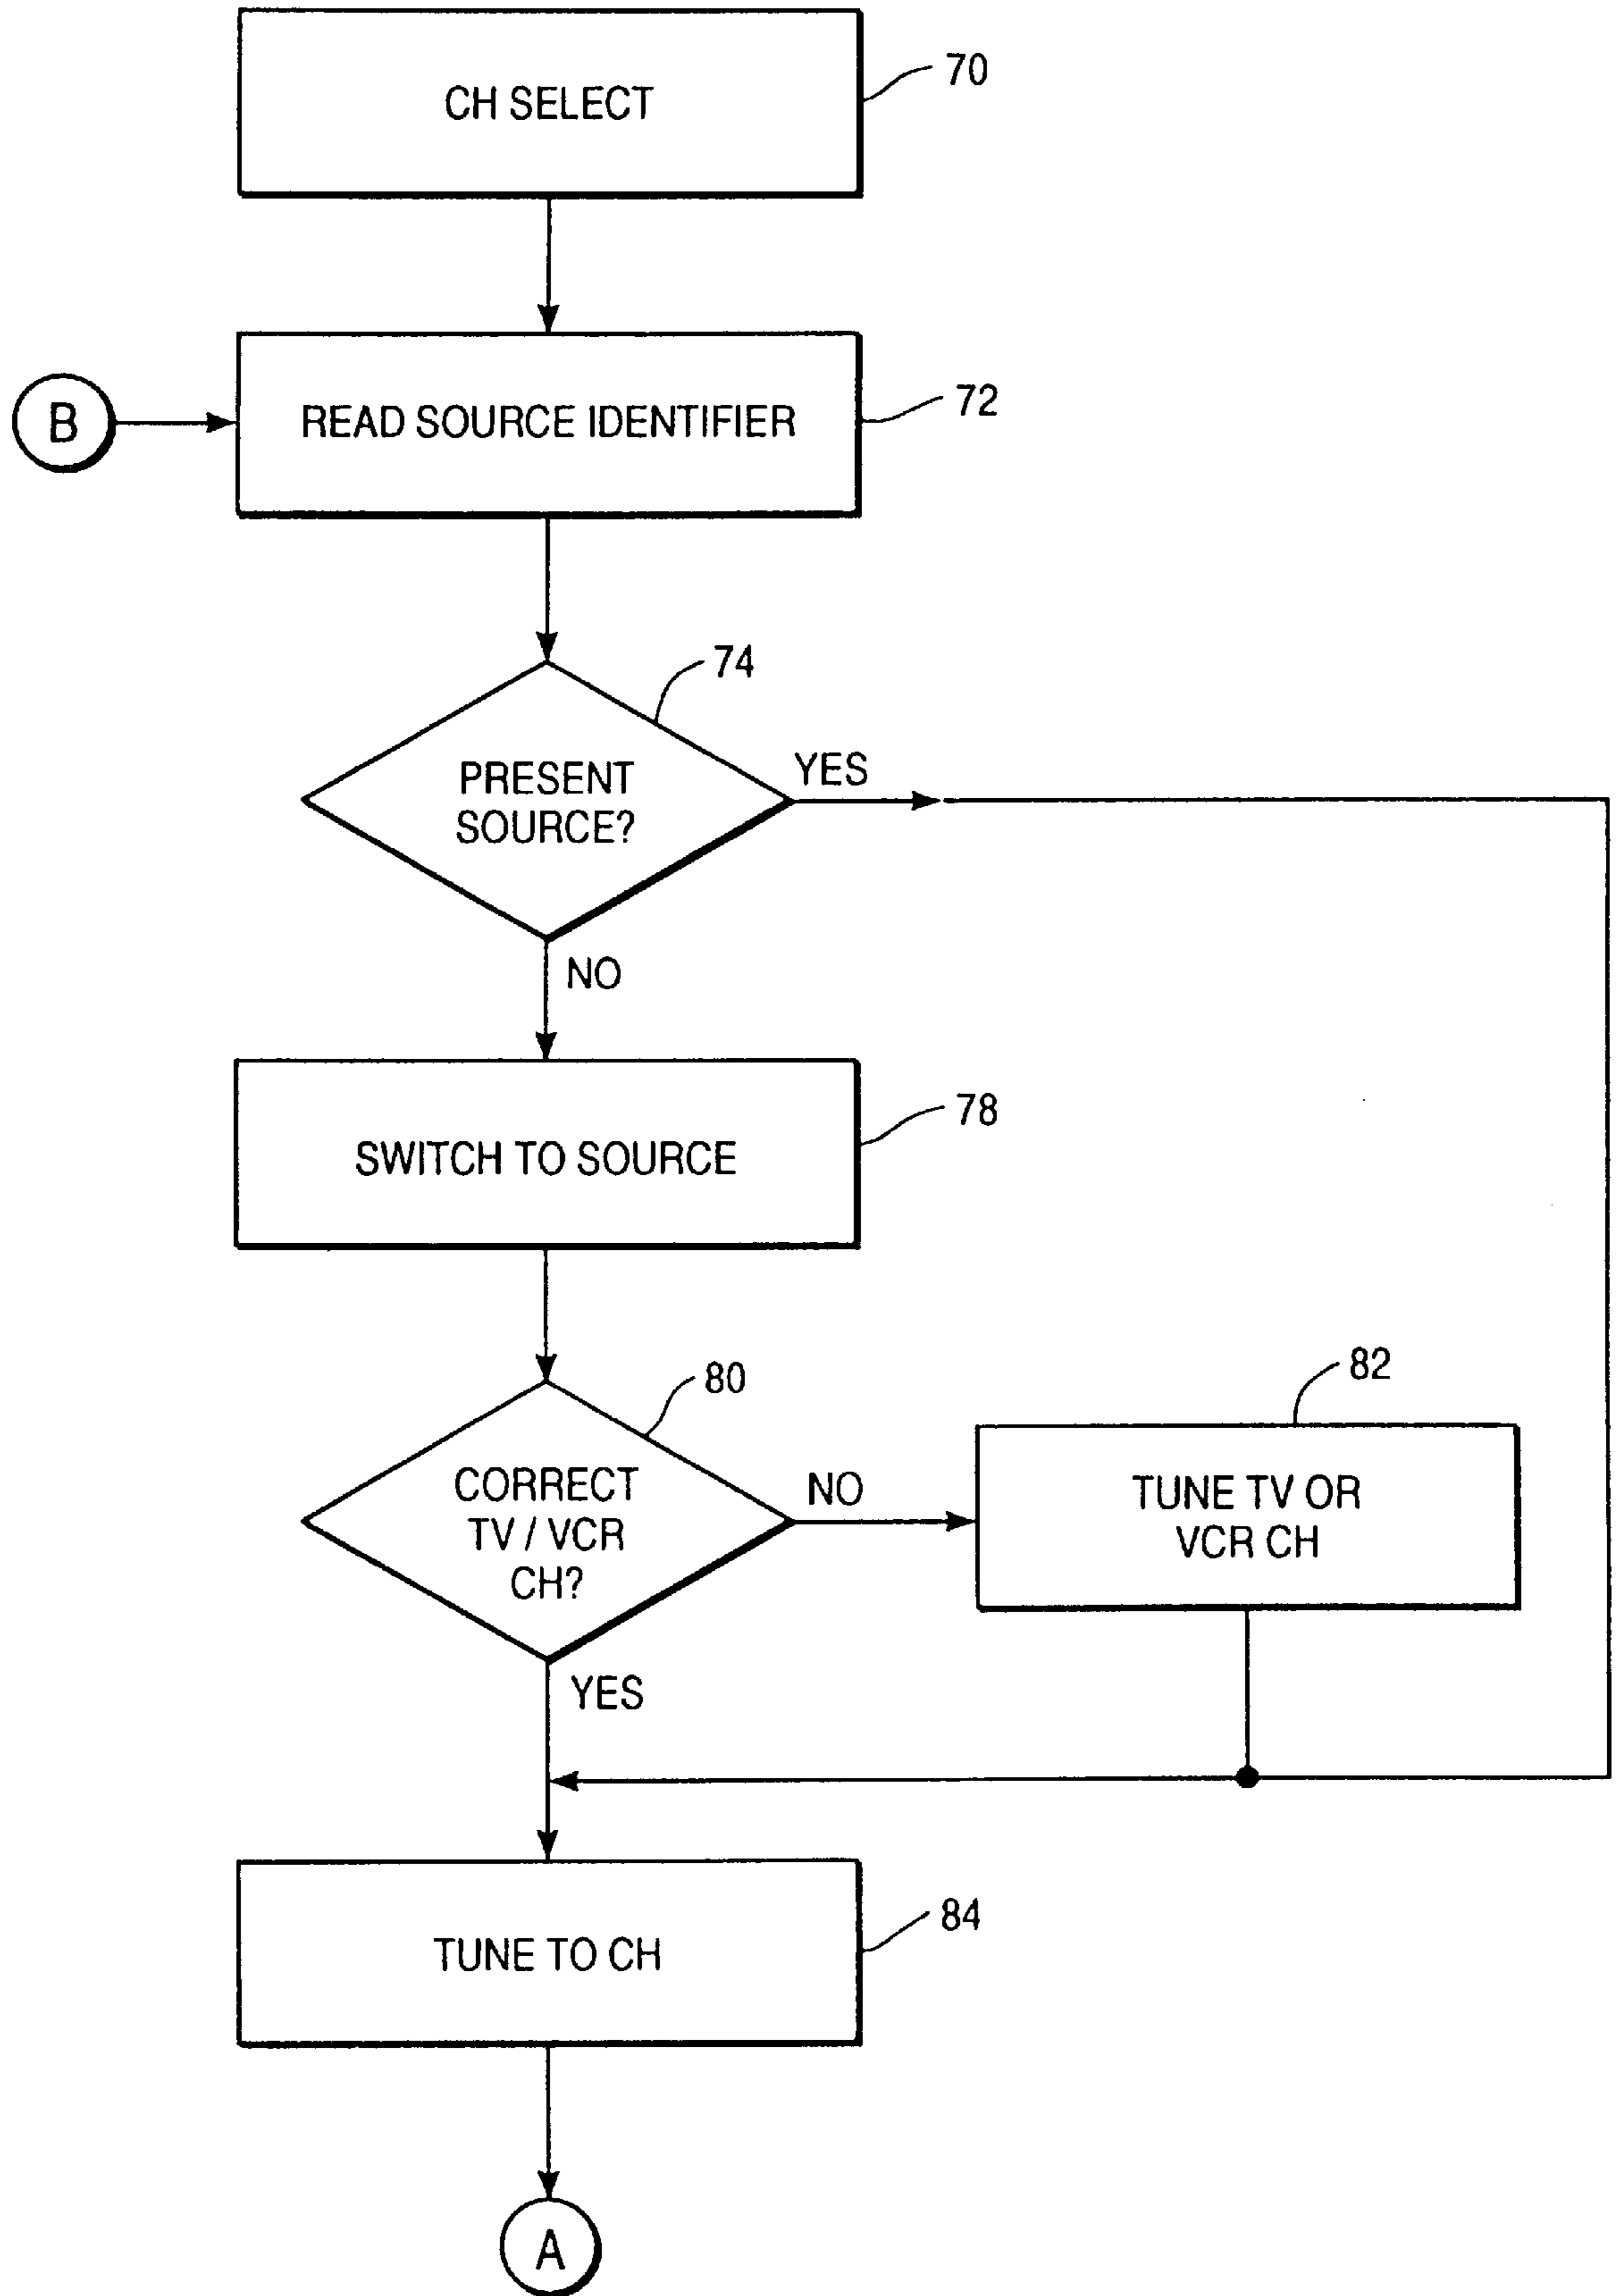 CH SELECT
70
B
READ SOURCE IDENTIFIER
72
74
PRESENT
SOURCE?
YES
NO
SWITCH TO SOURCE
78
80
CORRECT
TV / VCR
CH?
NO
82
TUNE TV OR
VCR CH
YES
TUNE TO CH
84
A